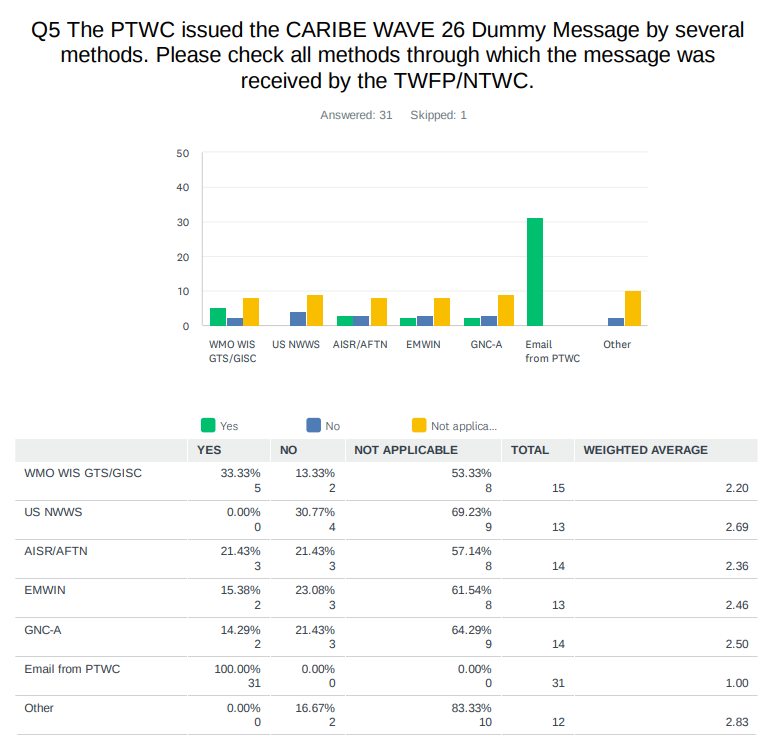 Q5 The PTWC issued the CARIBE WAVE 26 Dummy Message by several
methods. Please check all methods through which the message was
received by the TWFP/NTWC.
Answered: 31 Skipped: 1
50
40
30
20
10
0
WMO WIS GTS/GISC
US NWWS
AISR/AFTN
EMWIN
GNC-A
Email from PTWC
Other
Yes No Not applica...
YES NO NOT APPLICABLE TOTAL WEIGHTED AVERAGE
WMO WIS GTS/GISC 33.33% 13.33% 53.33%
5 2 8 15 2.20
US NWWS 0.00% 30.77% 69.23%
0 4 9 13 2.69
AISR/AFTN 21.43% 21.43% 57.14%
3 3 8 14 2.36
EMWIN 15.38% 23.08% 61.54%
2 3 8 13 2.46
GNC-A 14.29% 21.43% 64.29%
2 3 9 14 2.50
Email from PTWC 100.00% 0.00% 0.00%
31 0 0 31 1.00
Other 0.00% 16.67% 83.33%
0 2 10 12 2.83